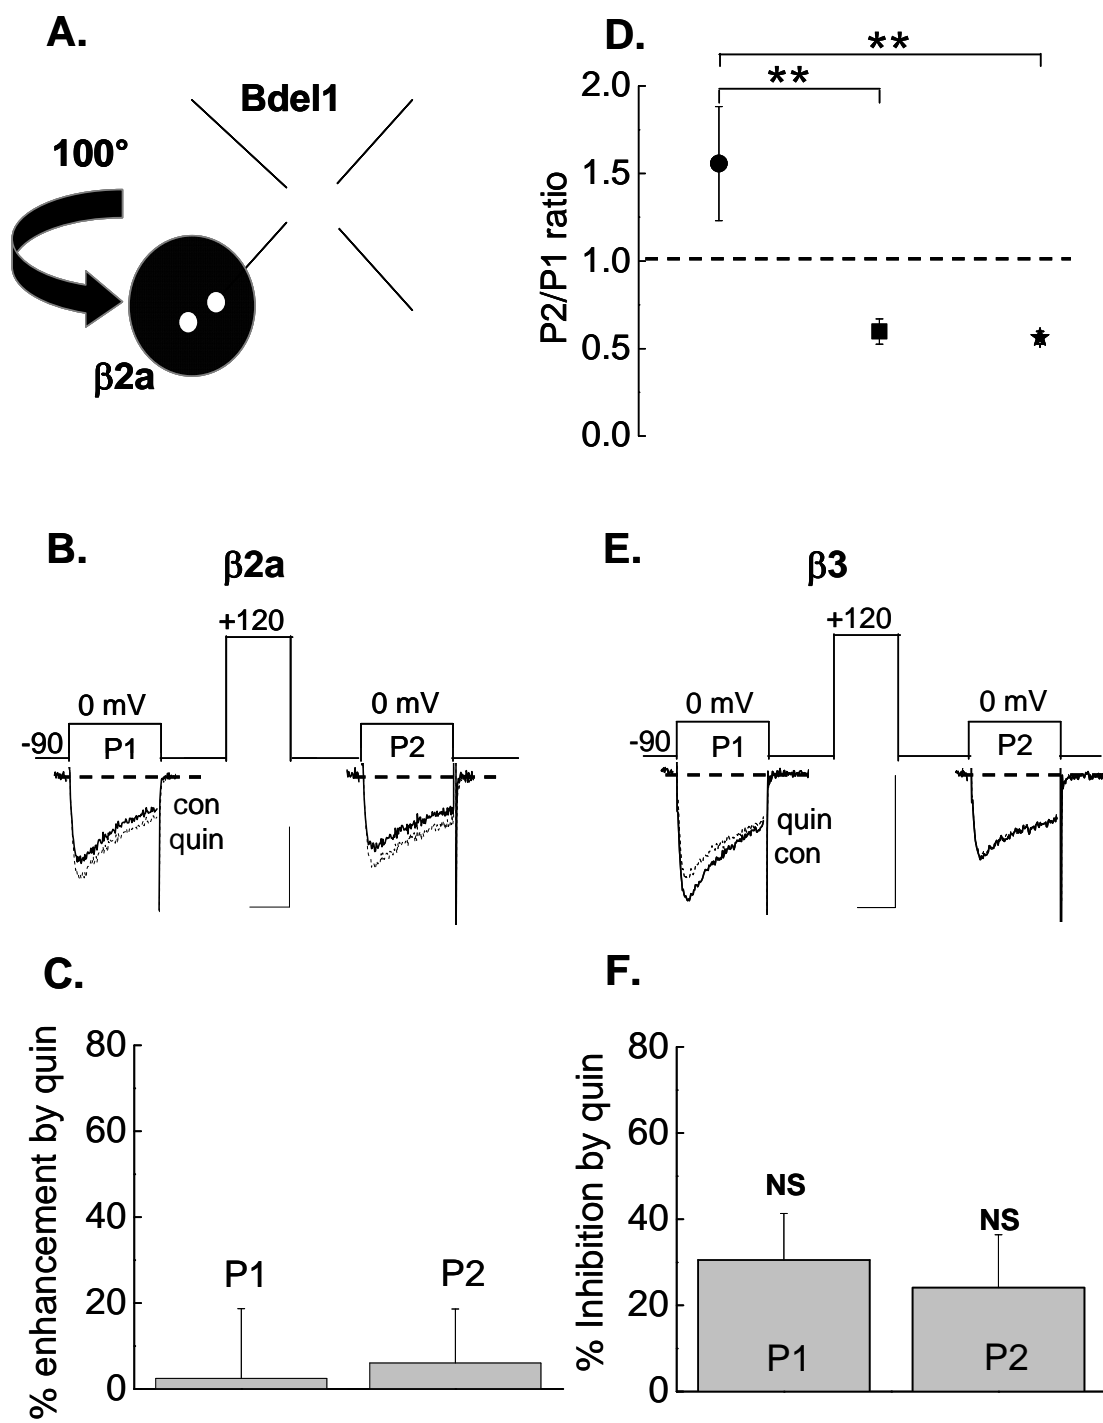 A.
Bdel1
100°
β2a
D.
**
**
P2/P1 ratio
2.0
1.5
1.0
0.5
0.0
B.
β2a
+120
0 mV
0 mV
-90
P1
P2
con
quin
E.
β3
+120
0 mV
0 mV
-90
P1
P2
quin
con
C.
% enhancement by quin
80
60
40
20
0
P1
P2
F.
% Inhibition by quin
80
60
40
20
0
NS
NS
P1
P2